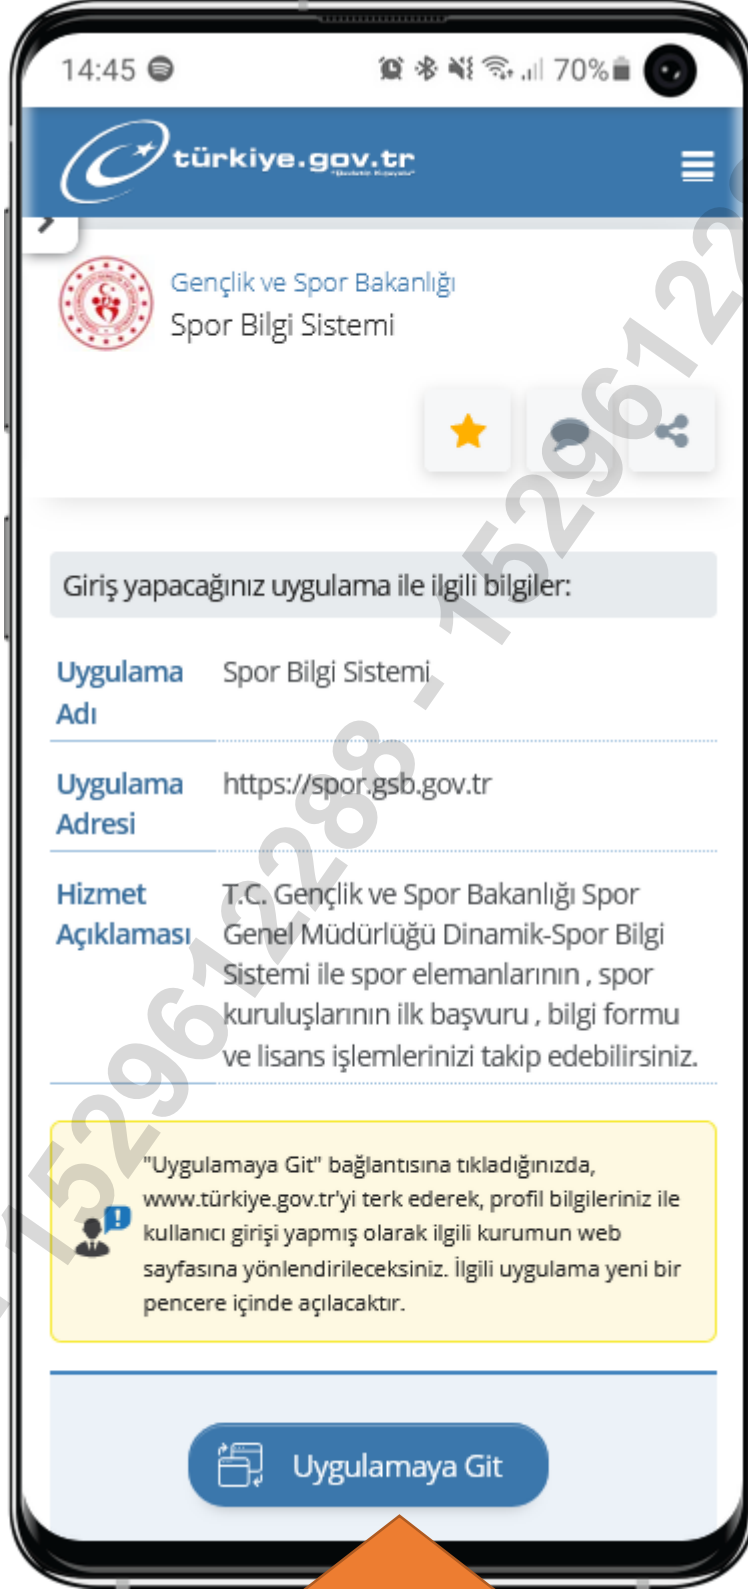 14:45
70%
türkiye.gov.tr
Gençlik ve Spor Bakanlığı
Spor Bilgi Sistemi
Giriş yapacağınız uygulama ile ilgili bilgiler:
Uygulama Adı
Spor Bilgi Sistemi
Uygulama Adresi
https://spor.gsb.gov.tr
Hizmet Açıklaması
T.C. Gençlik ve Spor Bakanlığı Spor
Genel Müdürlüğü Dinamik-Spor Bilgi
Sistemi ile spor elemanlarının , spor
kuruluşlarının ilk başvuru , bilgi formu
ve lisans işlemlerinizi takip edebilirsiniz.
"Uygulamaya Git" bağlantısına tıkladığınızda,
www.türkiye.gov.tr'yi terk ederek, profil bilgileriniz ile
kullanıcı girişi yapmış olarak ilgili kurumun web
sayfasına yönlendirileceksiniz. İlgili uygulama yeni bir
pencere içinde açılacaktır.
Uygulamaya Git
1529612288 - 15296122